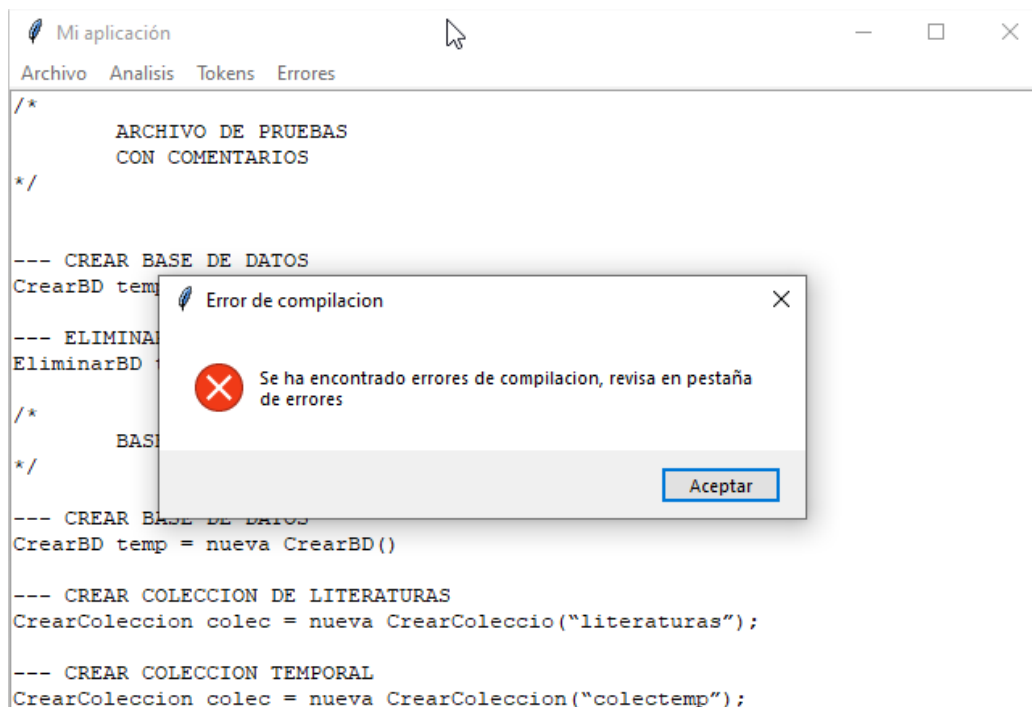 Mi aplicación
Archivo Analisis Tokens Errores
/*
ARCHIVO DE PRUEBAS
CON COMENTARIOS
*/
--- CREAR BASE DE DATOS
CrearBD temp
--- ELIMINA
EliminarBD
/*
BASE
*/
Error de compilacion
Se ha encontrado errores de compilacion, revisa en pestaña
de errores
Aceptar
--- CREAR BASE DE DATOS
CrearBD temp = nueva CrearBD()
--- CREAR COLECCION DE LITERATURAS
CrearColeccion colec = nueva CrearColeccio(“literaturas”);
--- CREAR COLECCION TEMPORAL
CrearColeccion colec = nueva CrearColeccion(“colectemp”);